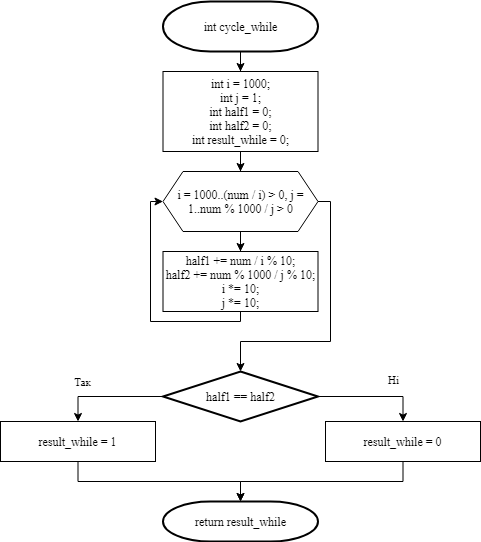 int cycle_while
int i = 1000;
int j = 1;
int half1 = 0;
int half2 = 0;
int result_while = 0;
i = 1000..(num / i) > 0, j =
1..num % 1000 / j > 0
half1 += num / i % 10;
half2 += num % 1000 / j % 10;
i *= 10;
j *= 10;
Так
Ні
half1 == half2
result_while = 1
result_while = 0
return result_while